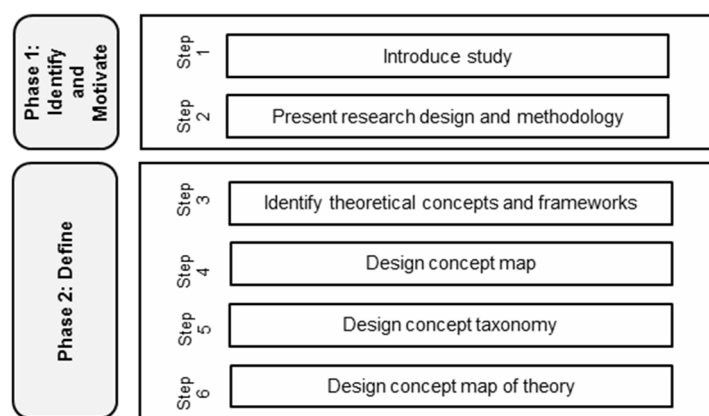 Phase 1:
Identify
and
Motivate
Step
1
Introduce study
Step
2
Present research design and methodology
Phase 2: Define
Step
3
Identify theoretical concepts and frameworks
Step
4
Design concept map
Step
5
Design concept taxonomy
Step
6
Design concept map of theory